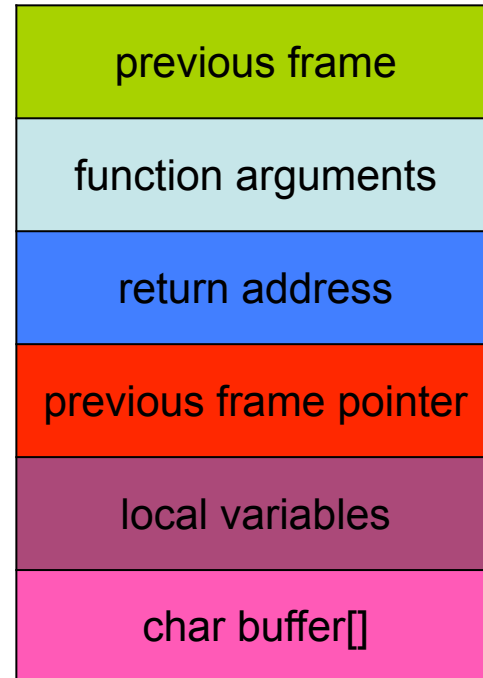 previous frame
function arguments
return address
previous frame pointer
local variables
char buffer[]